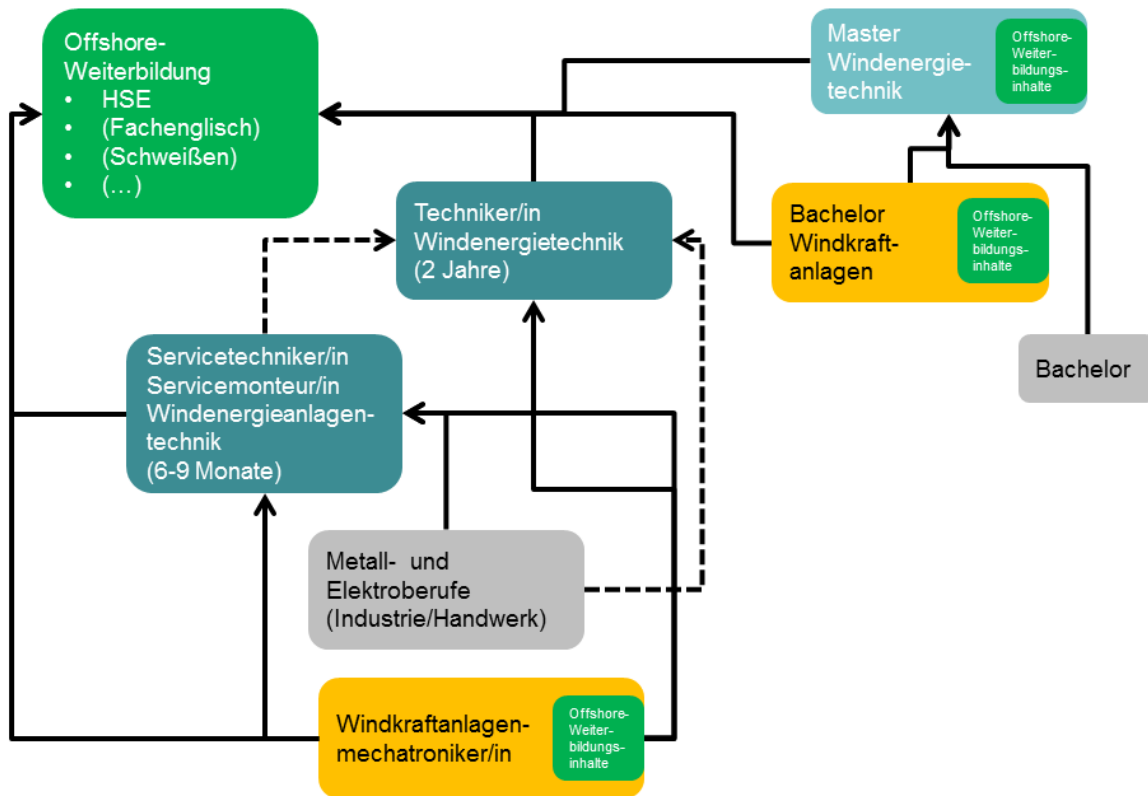 Offshore-
Weiterbildung
• HSE
• (Fachenglisch)
• (Schweißen)
• (…)
Master
Windenergie-
technik
Offshore-
Weiter-
bildungs-
inhalte
Techniker/in
Windenergietechnik
(2 Jahre)
Bachelor
Windkraft-
anlagen
Offshore-
Weiter-
bildungs-
inhalte
Servicetechniker/in
Servicemonteur/in
Windenergieanlagen-
technik
(6-9 Monate)
Bachelor
Metall- und
Elektroberufe
(Industrie/Handwerk)
Windkraftanlagen-
mechatroniker/in
Offshore-
Weiter-
bildungs-
inhalte